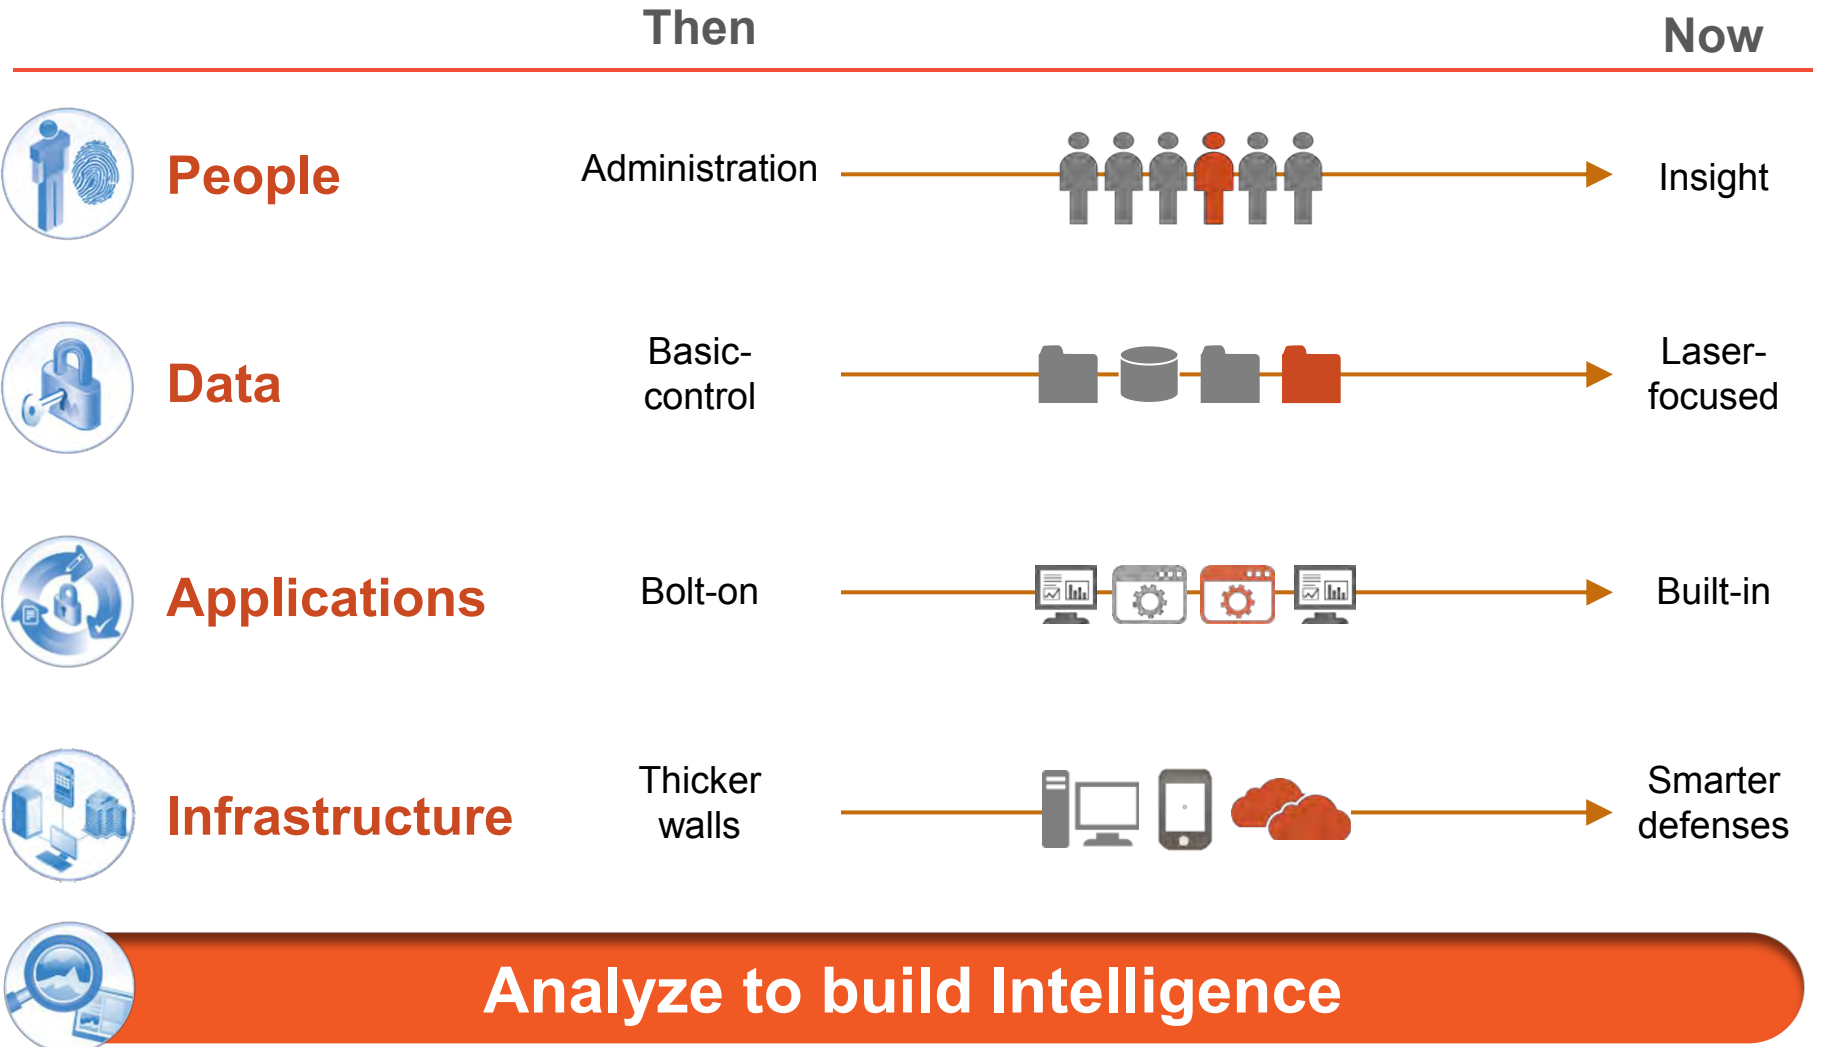 Then
Now
People
Administration
Insight
Data
Basic-
control
Laser-
focused
Applications
Bolt-on
Built-in
Infrastructure
Thicker
walls
Smarter
defenses
Analyze to build Intelligence